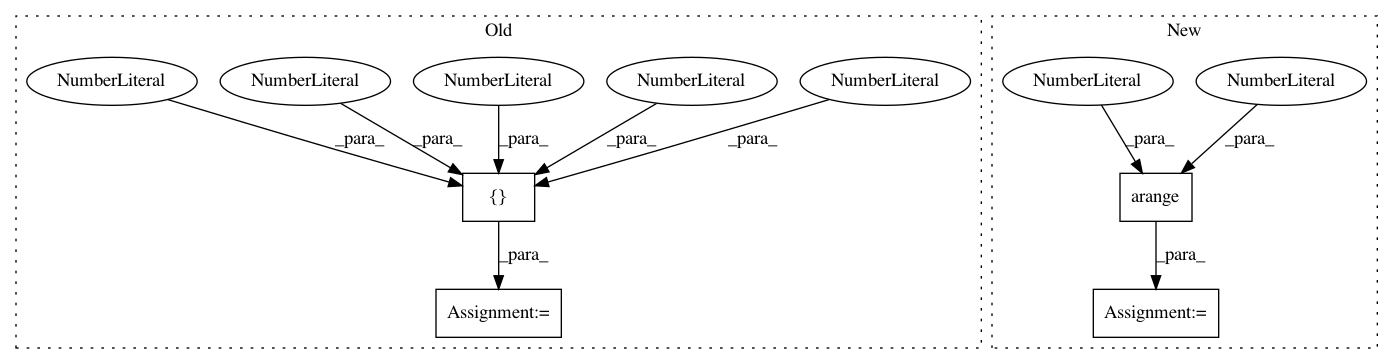 Old
New
NumberLiteral NumberLiteral NumberLiteral NumberLiteral NumberLiteral NumberLiteral NumberLiteral
_para_ _para_ _para_ _para_ _para_ _para_ _para_
{} arange
_para_ _para_
Assignment:= Assignment:=